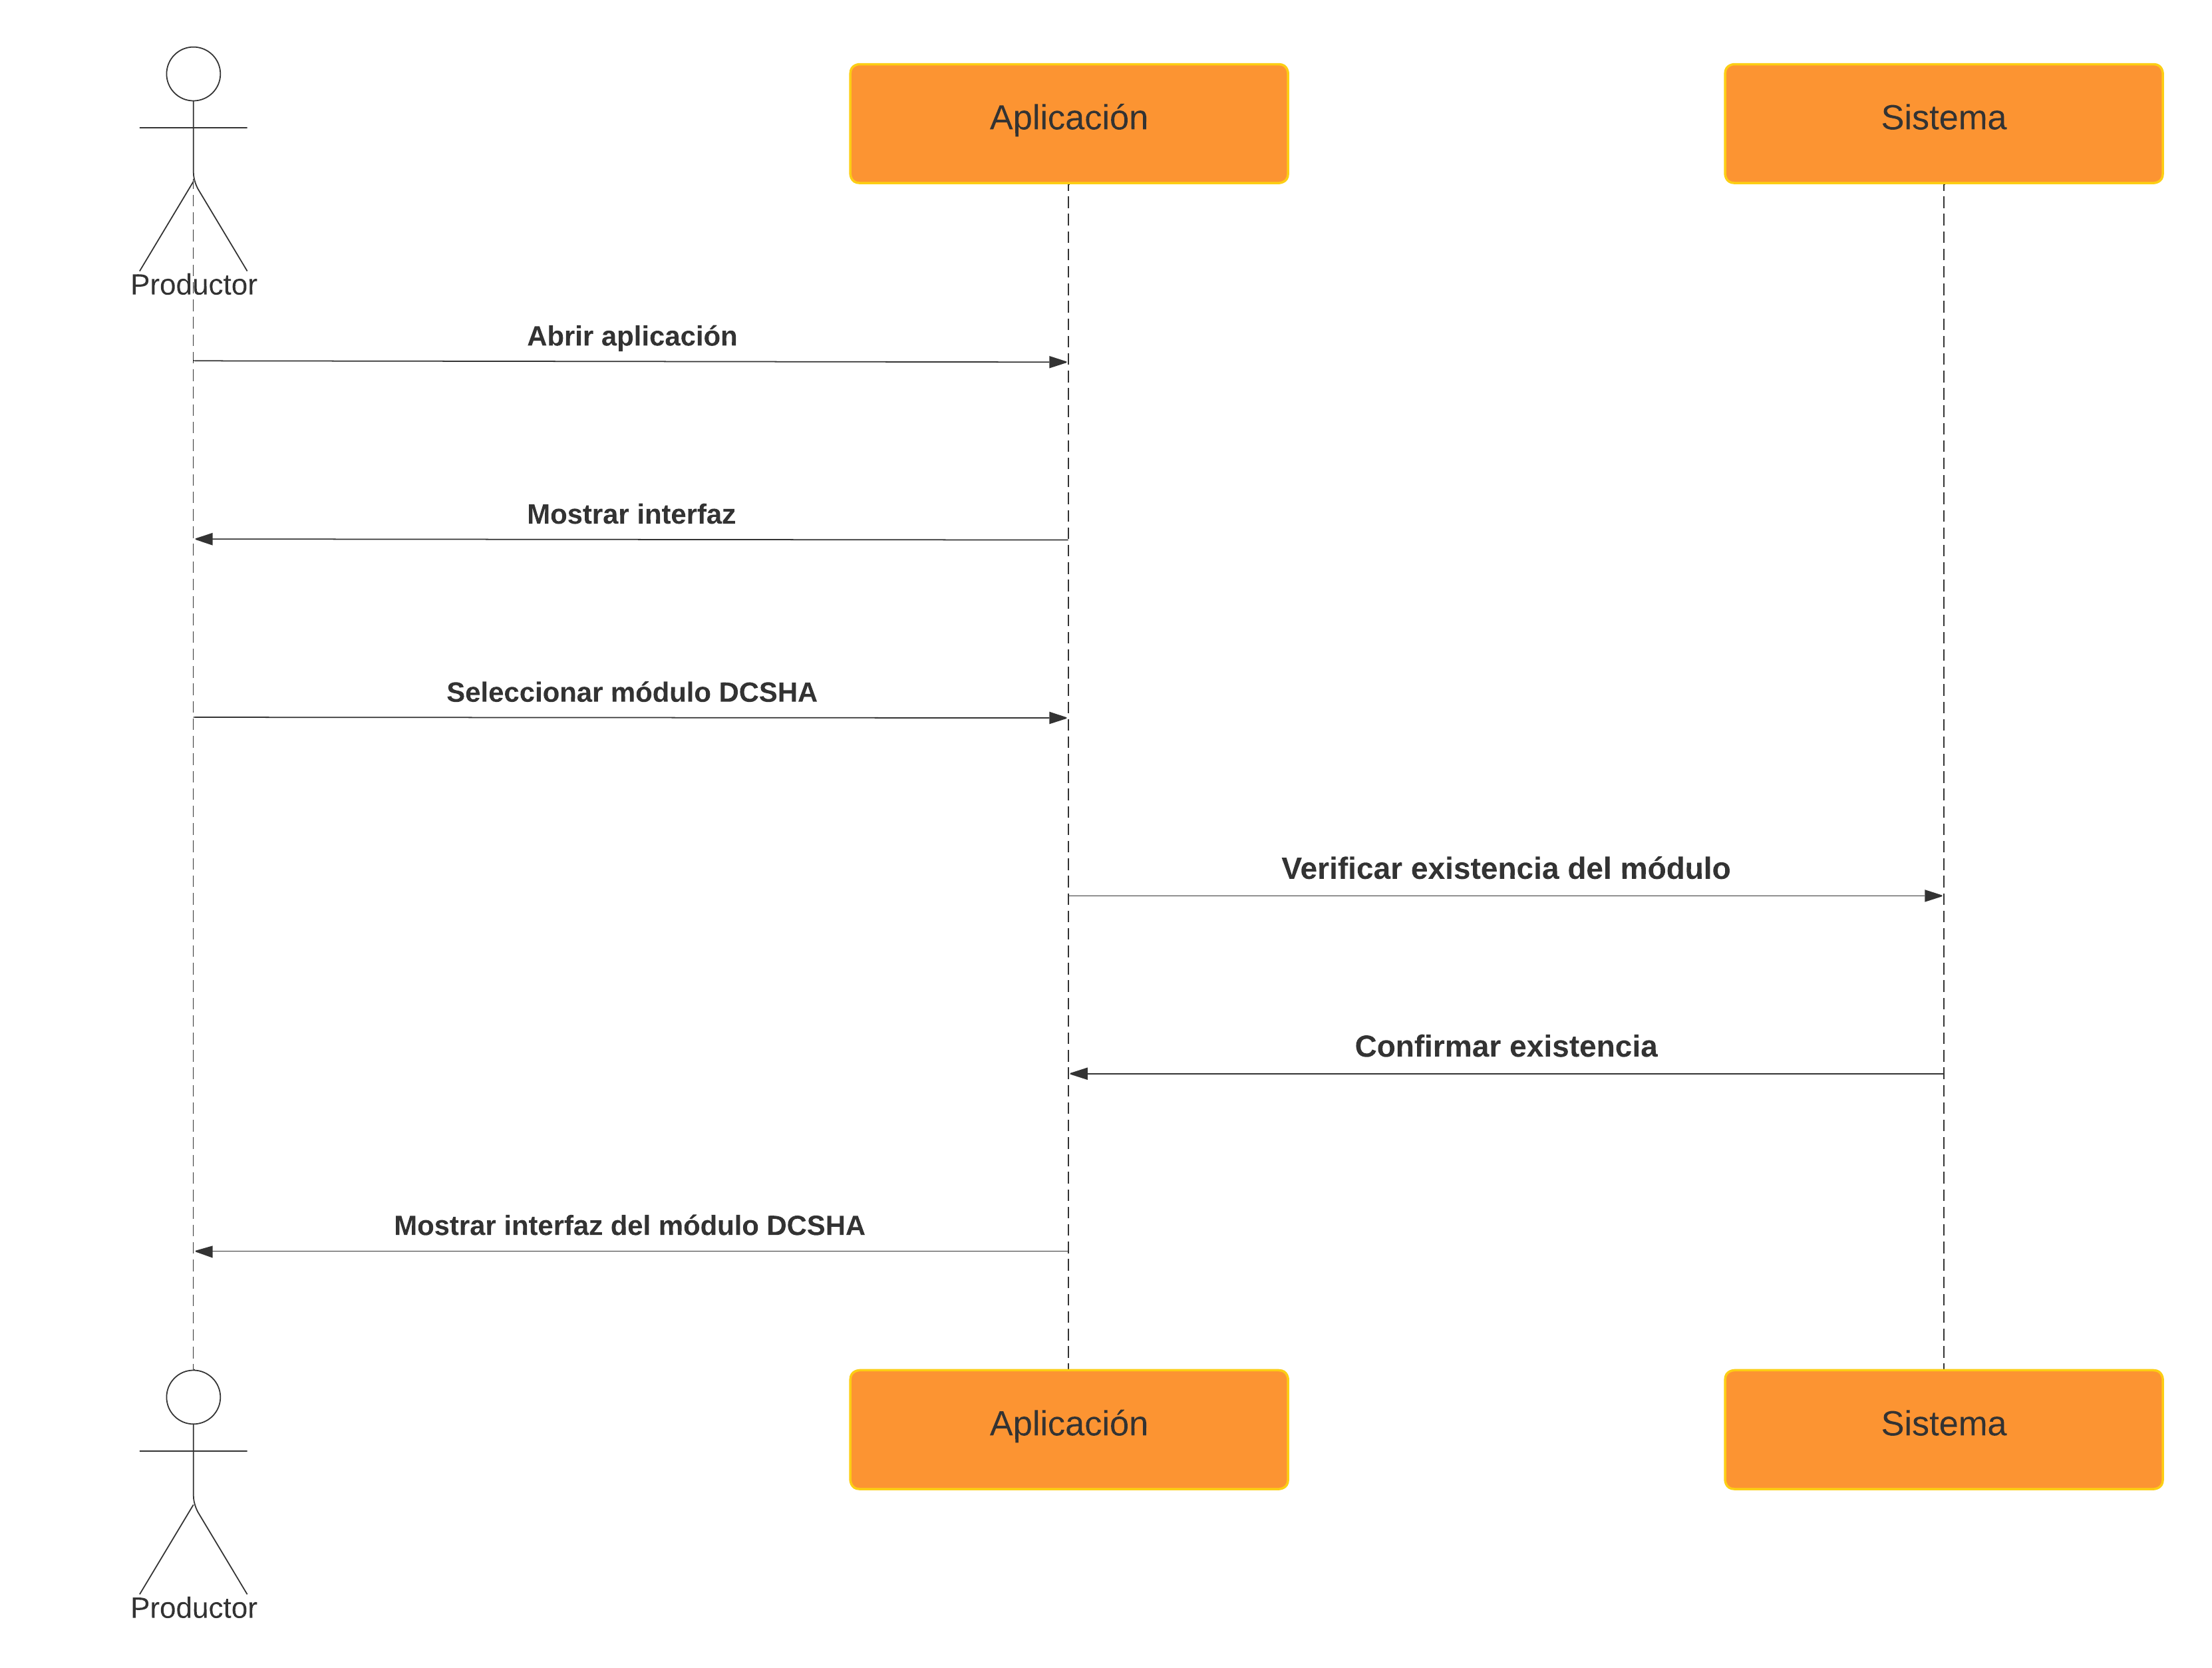 Aplicación
Sistema
Productor
Abrir aplicación
Mostrar interfaz
Seleccionar módulo DCSHA
Verificar existencia del módulo
Confirmar existencia
Mostrar interfaz del módulo DCSHA
Aplicación
Sistema
Productor